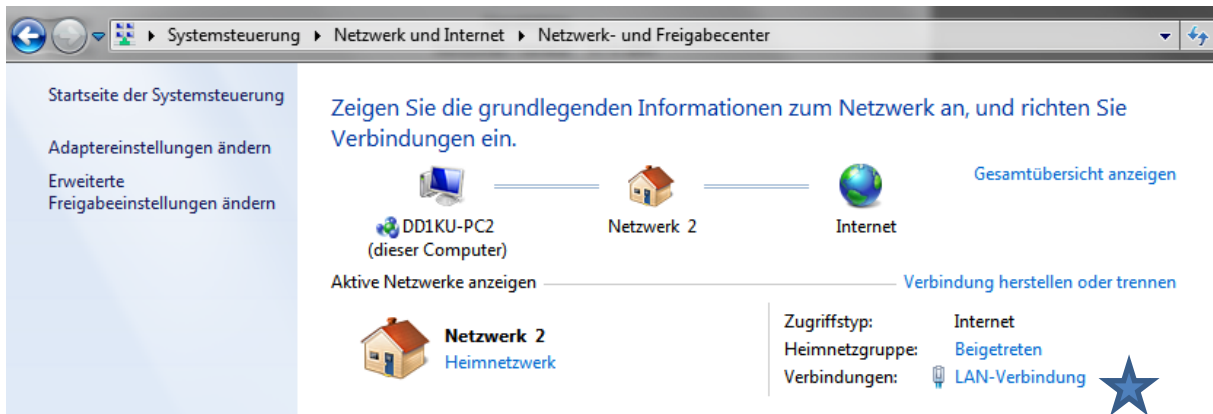 Systemsteuerung ▸ Netzwerk und Internet ▸ Netzwerk- und Freigabecenter
Startseite der Systemsteuerung
Adaptereinstellungen ändern
Erweiterte
Freigabeeinstellungen ändern
Zeigen Sie die grundlegenden Informationen zum Netzwerk an, und richten Sie
Verbindungen ein.
Gesamtübersicht anzeigen
DD1KU-PC2
(dieser Computer)
Netzwerk 2
Internet
Aktive Netzwerke anzeigen
Verbindung herstellen oder trennen
Netzwerk 2
Heimnetzwerk
Zugriffstyp: Internet
Heimnetzgruppe: Beigetreten
Verbindungen: LAN-Verbindung